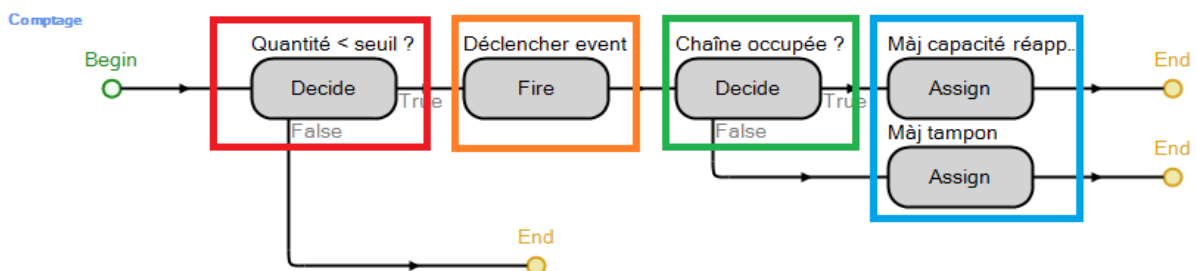 Comptage
Begin
Quantité < seuil ?
Decide
True
False
Déclencher event
Fire
Chaîne occupée ?
Decide
True
False
Màj capacité réapp..
Assign
End
Màj tampon
Assign
End
End